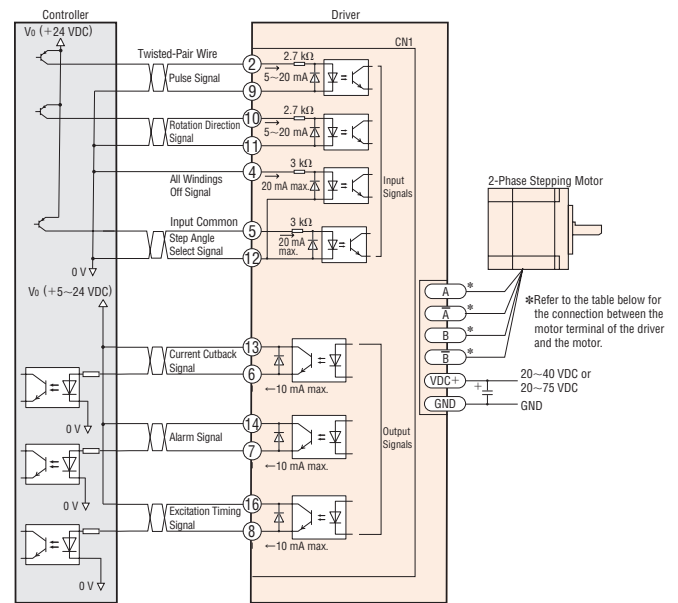 Controller
Driver
V0 (+24 VDC)
CN1
Twisted-Pair Wire
2.7 kΩ
2
5~20 mA
Pulse Signal
9
2.7 kΩ
10
Rotation Direction
Signal
5~20 mA
11
3 kΩ
4
All Windings
Off Signal
20 mA max.
Input
Signals
Input Common
3 kΩ
5
Step Angle
Select Signal
20 mA
max.
12
0 V
V0 (+5~24 VDC)
13
Current Cutback
Signal
6
←10 mA max.
0 V
14
Alarm Signal
7
←10 mA max.
Output
Signals
0 V
16
Excitation Timing
Signal
8
←10 mA max.
0 V
2-Phase Stepping Motor
A *
A̅ *
B *
B̅ *
*Refer to the table below for
the connection between the
motor terminal of the driver
and the motor.
VDC+
+
20~40 VDC or
20~75 VDC
GND
GND